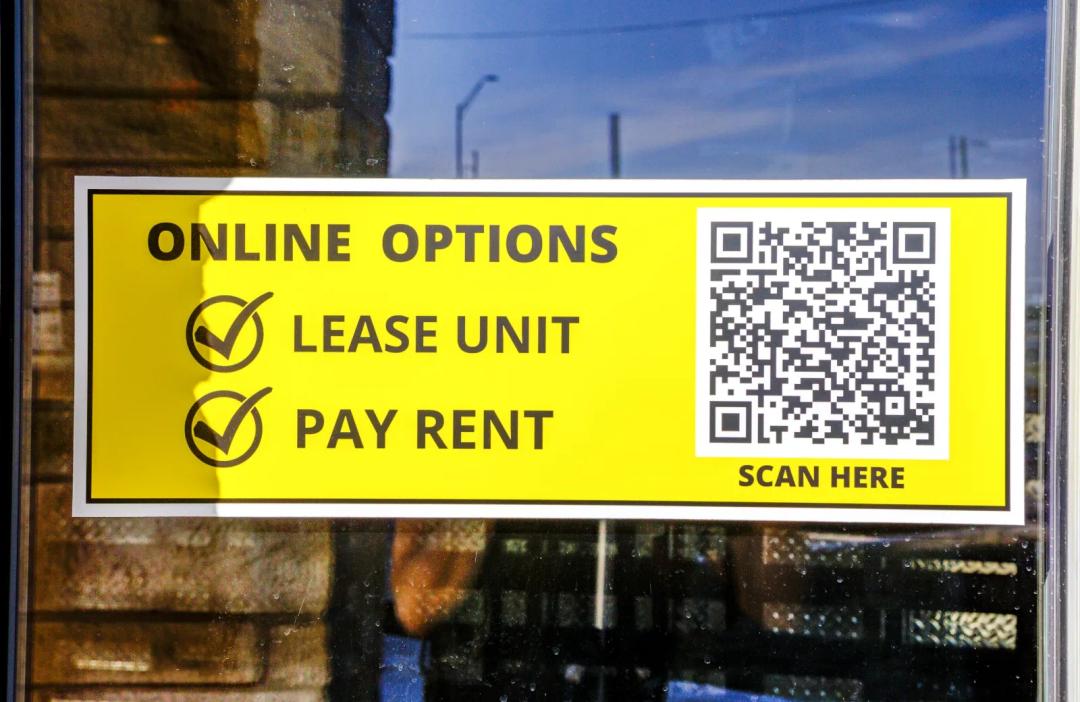 ONLINE OPTIONS
LEASE UNIT
PAY RENT
SCAN HERE